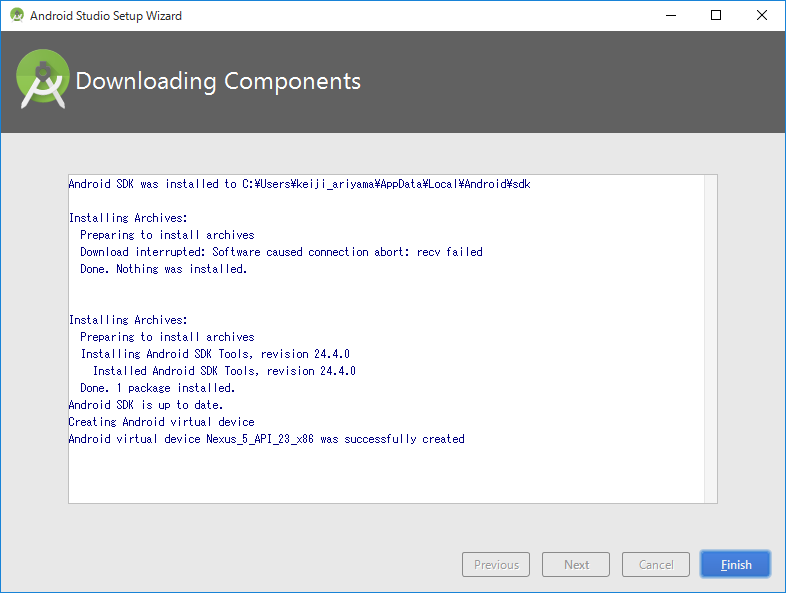 Android Studio Setup Wizard
Downloading Components
Android SDK was installed to C:¥Users¥keiji_ariyama¥AppData¥Local¥Android¥sdk
Installing Archives:
Preparing to install archives
Download interrupted: Software caused connection abort: recv failed
Done. Nothing was installed.
Installing Archives:
Preparing to install archives
Installing Android SDK Tools, revision 24.4.0
Installed Android SDK Tools, revision 24.4.0
Done. 1 package installed.
Android SDK is up to date.
Creating Android virtual device
Android virtual device Nexus_5_API_23_x86 was successfully created
Previous
Next
Cancel
Finish